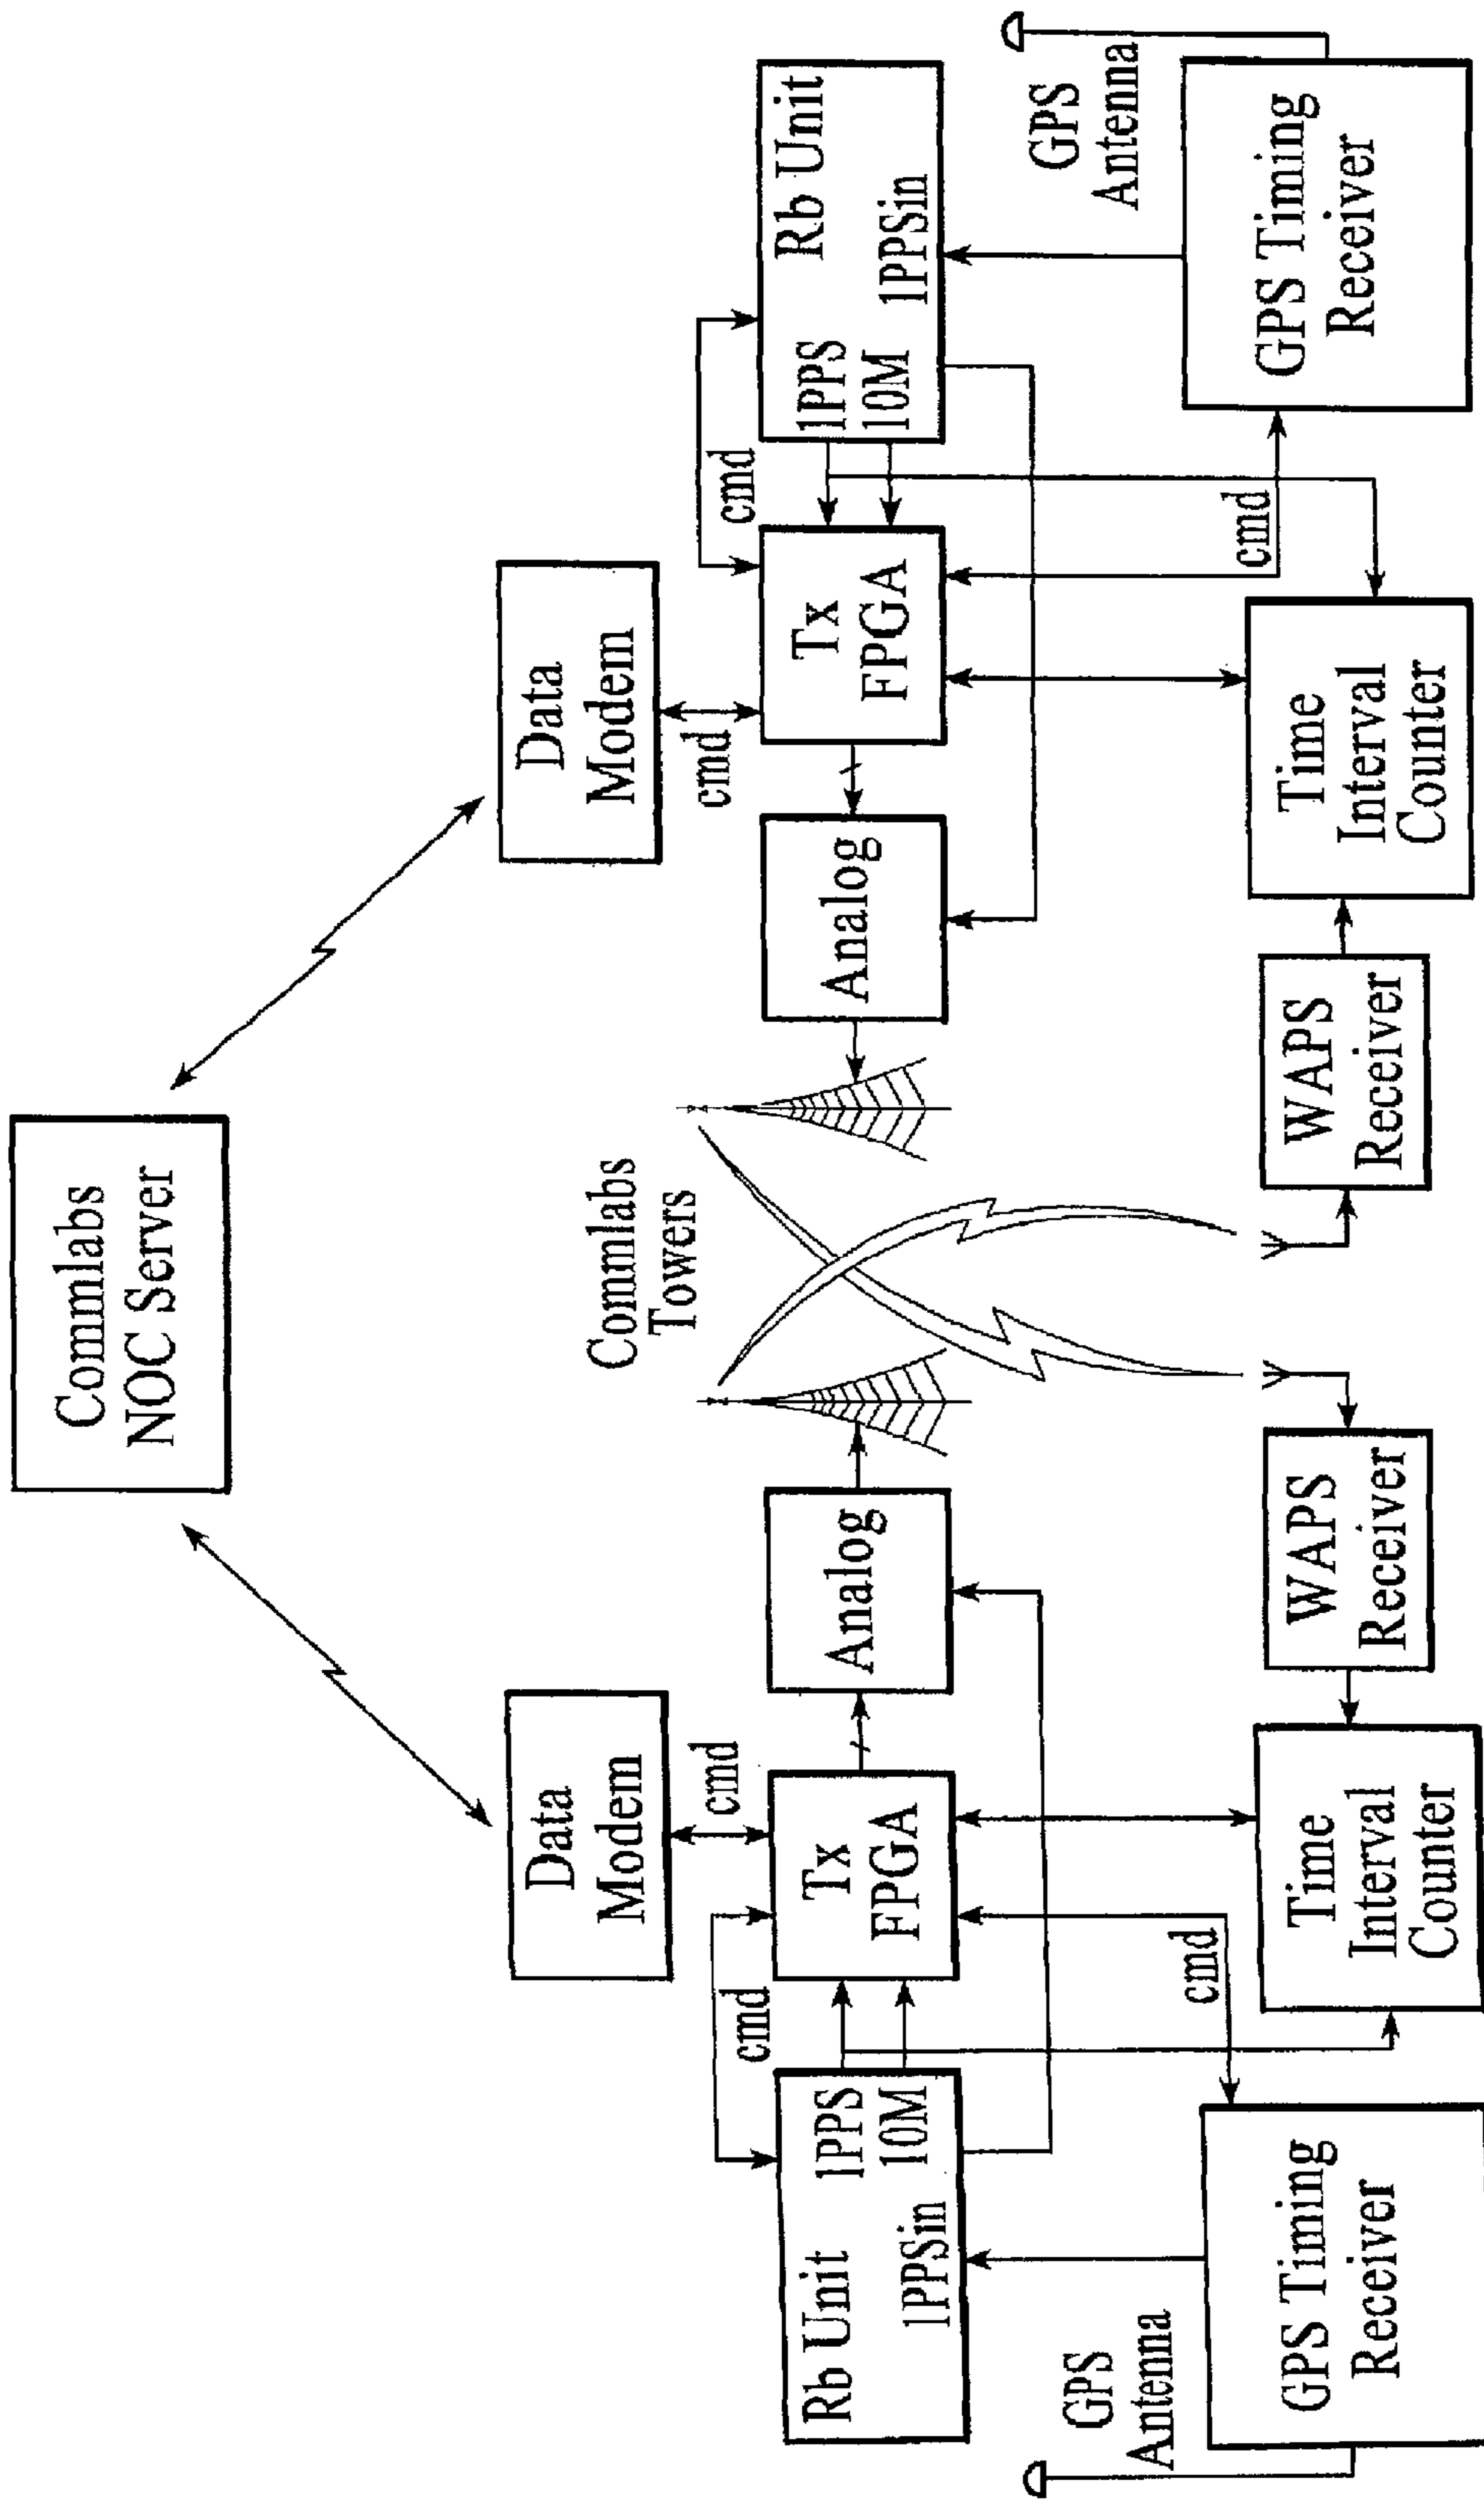 Commlabs
NOC Server
Data
Modem
Data
Modem
Commlabs
Towers
cmd
cmd
cmd
cmd
Rb Unit
1PPS
10M
1PPSin
Tx
FPGA
Analog
Analog
Tx
FPGA
Rb Unit
1PPS
10M
1PPSin
GPS
Antenna
cmd
cmd
GPS
Antenna
GPS Timing
Receiver
Time
Interval
Counter
WAPS
Receiver
WAPS
Receiver
Time
Interval
Counter
GPS Timing
Receiver